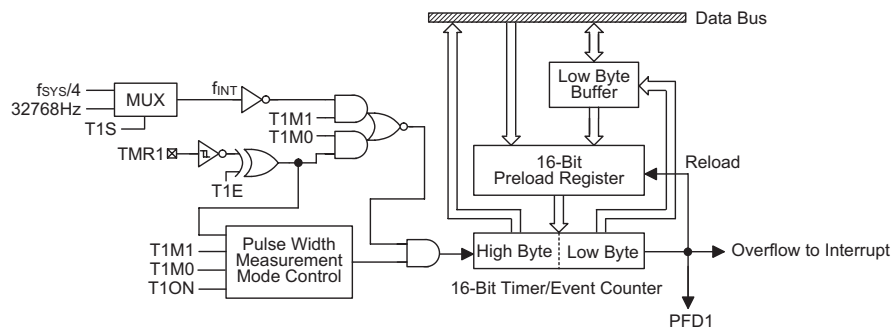 Data Bus
fSYS/4
32768Hz
MUX
T1S
fINT
T1M1
T1M0
TMR1
T1E
Low Byte
Buffer
16-Bit
Preload Register
Reload
T1M1
T1M0
T1ON
Pulse Width
Measurement
Mode Control
High Byte
Low Byte
Overflow to Interrupt
16-Bit Timer/Event Counter
PFD1